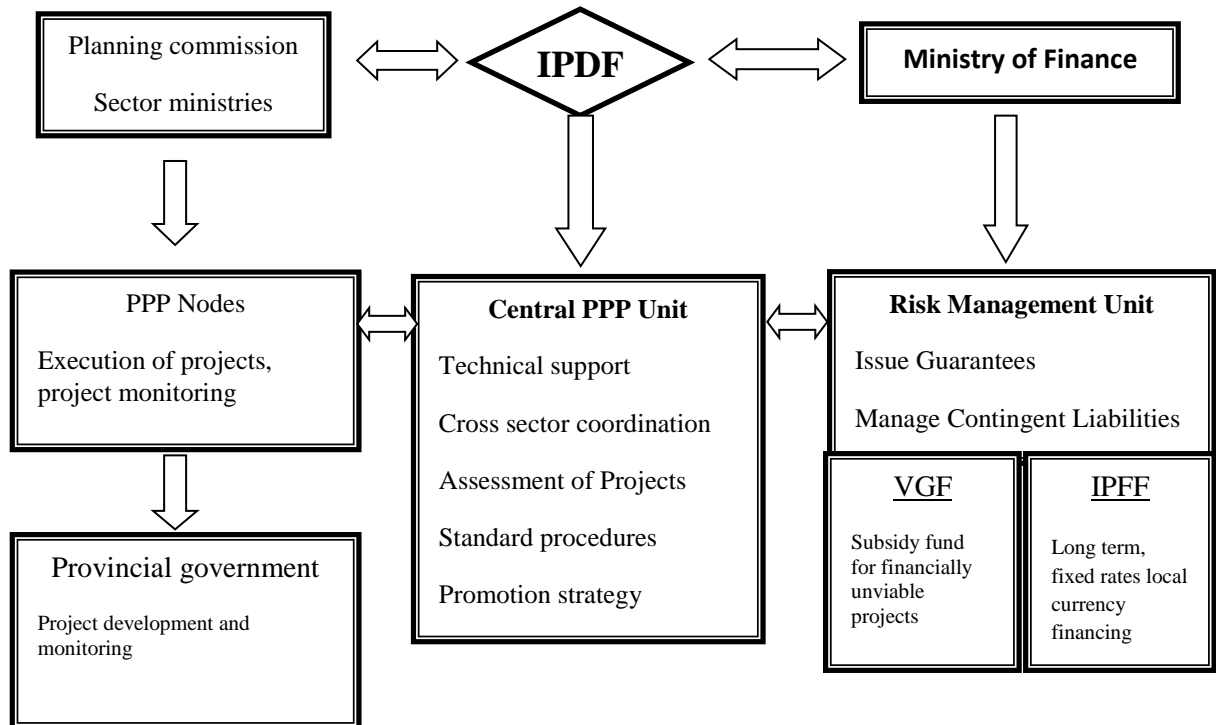 Planning commission
Sector ministries
IPDF
Ministry of Finance
PPP Nodes
Execution of projects,
project monitoring
Central PPP Unit
Technical support
Cross sector coordination
Assessment of Projects
Standard procedures
Promotion strategy
Risk Management Unit
Issue Guarantees
Manage Contingent Liabilities
VGF
Subsidy fund
for financially
unviable
projects
IPFF
Long term,
fixed rates local
currency
financing
Provincial government
Project development and
monitoring